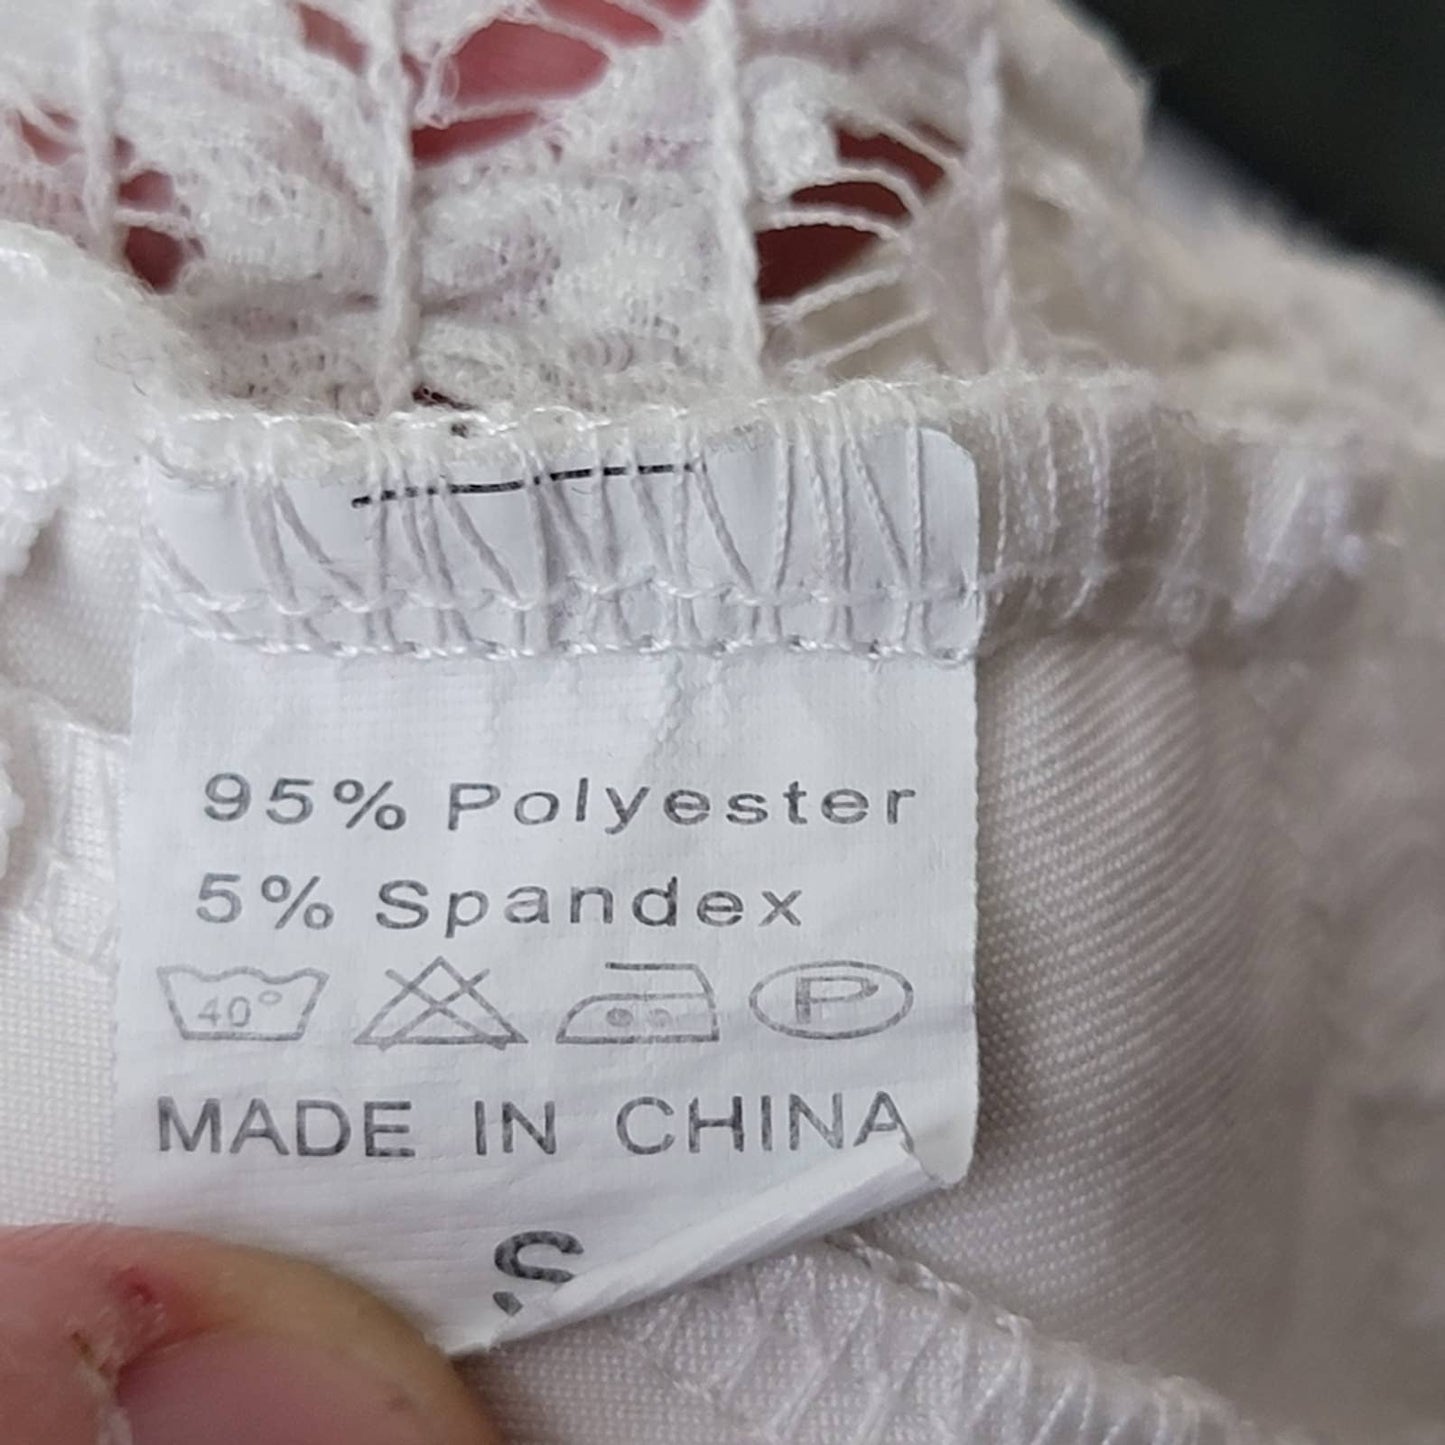 95% Polyester
5% Spandex
40° P
MADE IN CHINA
S